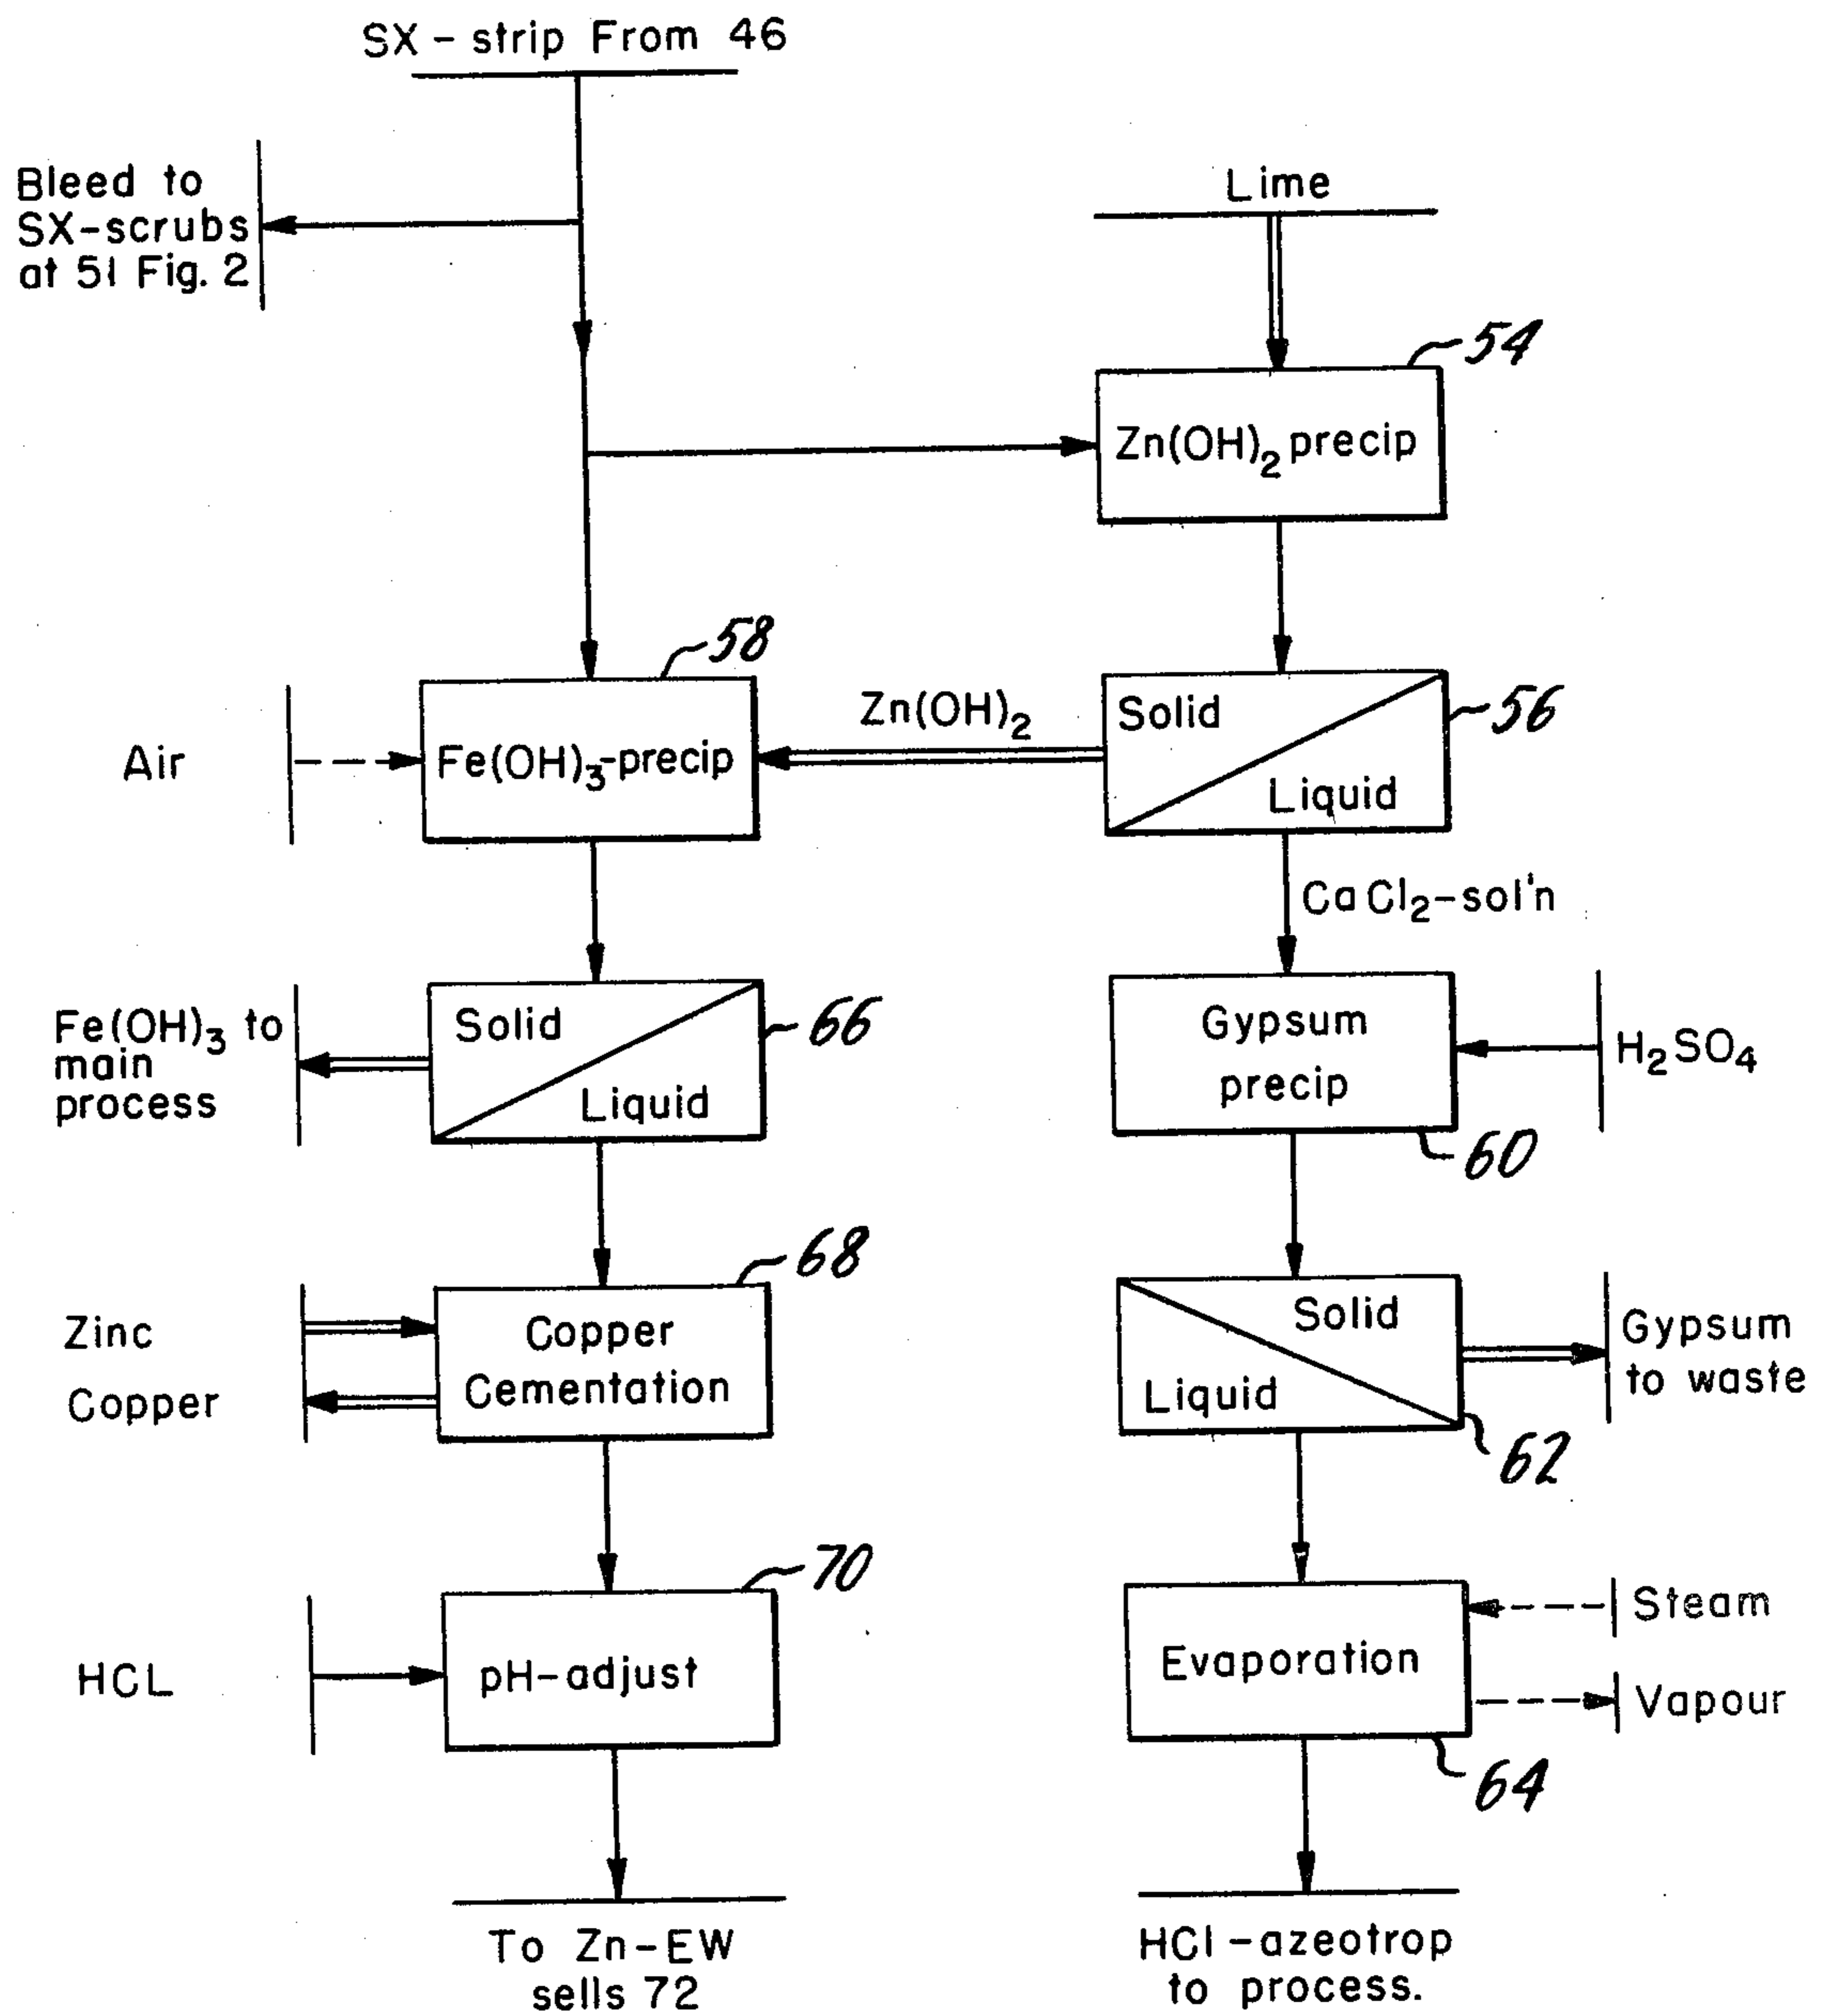 SX-strip From 46
Bleed to
SX-scrubs
at 51 Fig. 2
Lime
54
Zn(OH)2 precip
58
Zn(OH)2
Solid
Liquid
56
Air
Fe(OH)3-precip
CaCl2-sol'n
Fe(OH)3 to
main
process
Solid
Liquid
66
Gypsum
precip
H2SO4
60
68
Zinc
Copper
Copper
Cementation
Solid
Liquid
Gypsum
to waste
62
70
HCL
pH-adjust
Evaporation
Steam
Vapour
64
To Zn-EW
sells 72
HCl-azeotrop
to process.